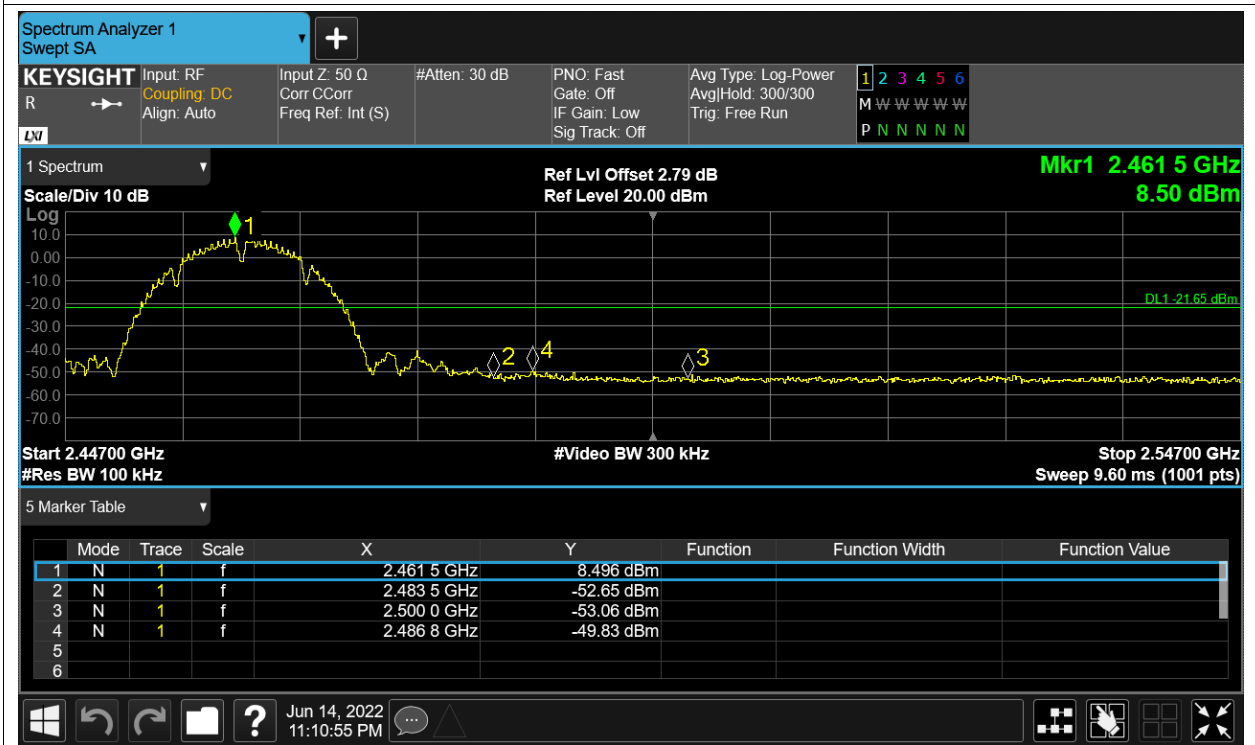 Spectrum Analyzer 1
Swept SA
KEYSIGHT Input: RF Input Z: 50 Ω #Atten: 30 dB PNO: Fast Avg Type: Log-Power 1 2 3 4 5 6
R Coupling: DC Corr CCorr Gate: Off Avg|Hold: 300/300 M W W W W W
Align: Auto Freq Ref: Int (S) IF Gain: Low Trig: Free Run
LXI Sig Track: Off P N N N N N
1 Spectrum Ref Lvl Offset 2.79 dB Mkr1 2.461 5 GHz
Scale/Div 10 dB Ref Level 20.00 dBm 8.50 dBm
Log
1
10.0
0.00
-10.0
-20.0 DL1 -21.65 dBm
-30.0
-40.0
2 4 3
-50.0
-60.0
-70.0
Start 2.44700 GHz #Video BW 300 kHz Stop 2.54700 GHz
#Res BW 100 kHz Sweep 9.60 ms (1001 pts)
5 Marker Table
Mode Trace Scale X Y Function Function Width Function Value
1 N 1 f 2.461 5 GHz 8.496 dBm
2 N 1 f 2.483 5 GHz -52.65 dBm
3 N 1 f 2.500 0 GHz -53.06 dBm
4 N 1 f 2.486 8 GHz -49.83 dBm
5
6
? Jun 14, 2022
11:10:55 PM